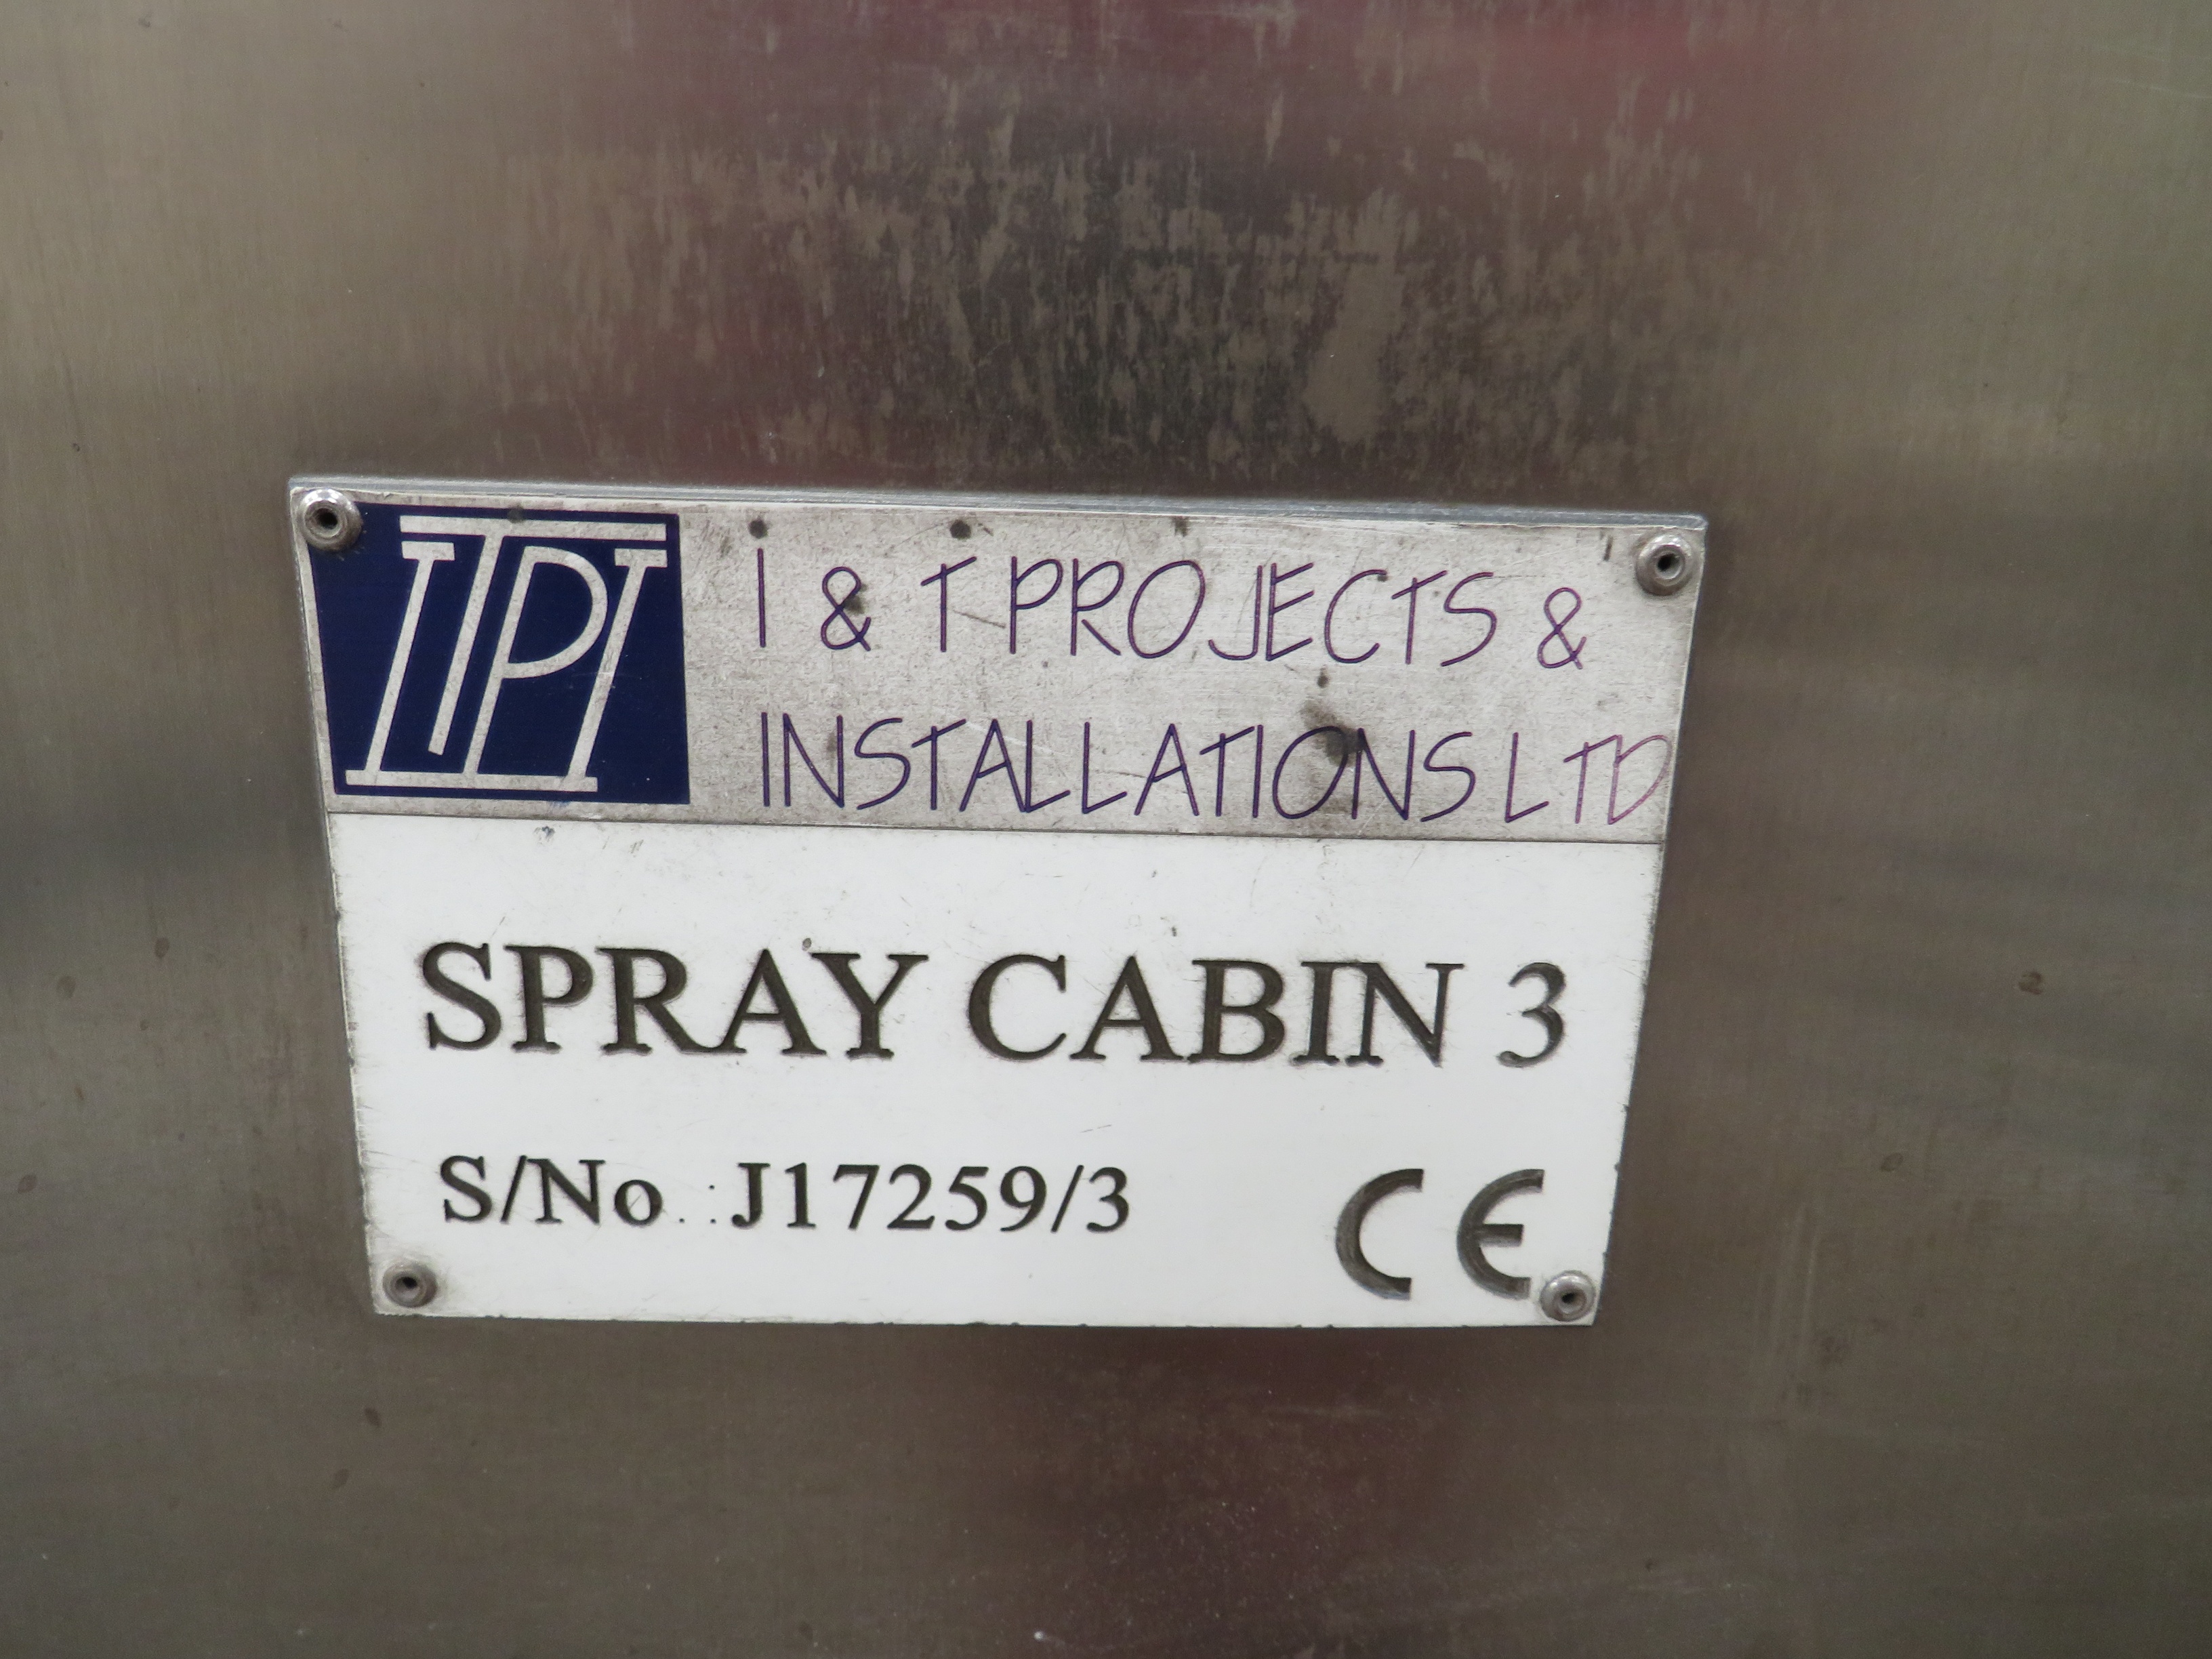 ITPI
I & T PROJECTS &
INSTALLATIONS LTD
SPRAY CABIN 3
S/No .: J17259/3
CE